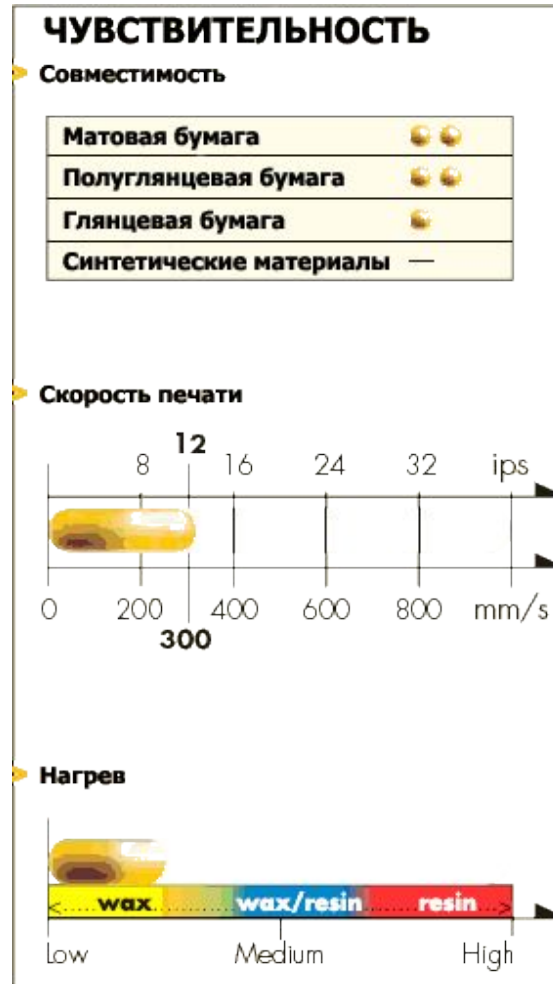 ЧУВСТВИТЕЛЬНОСТЬ
Совместимость
Матовая бумага
Полуглянцевая бумага
Глянцевая бумага
Синтетические материалы —
Скорость печати
8 12 16 24 32 ips
0 200 300 400 600 800 mm/s
Нагрев
wax wax/resin resin
Low Medium High